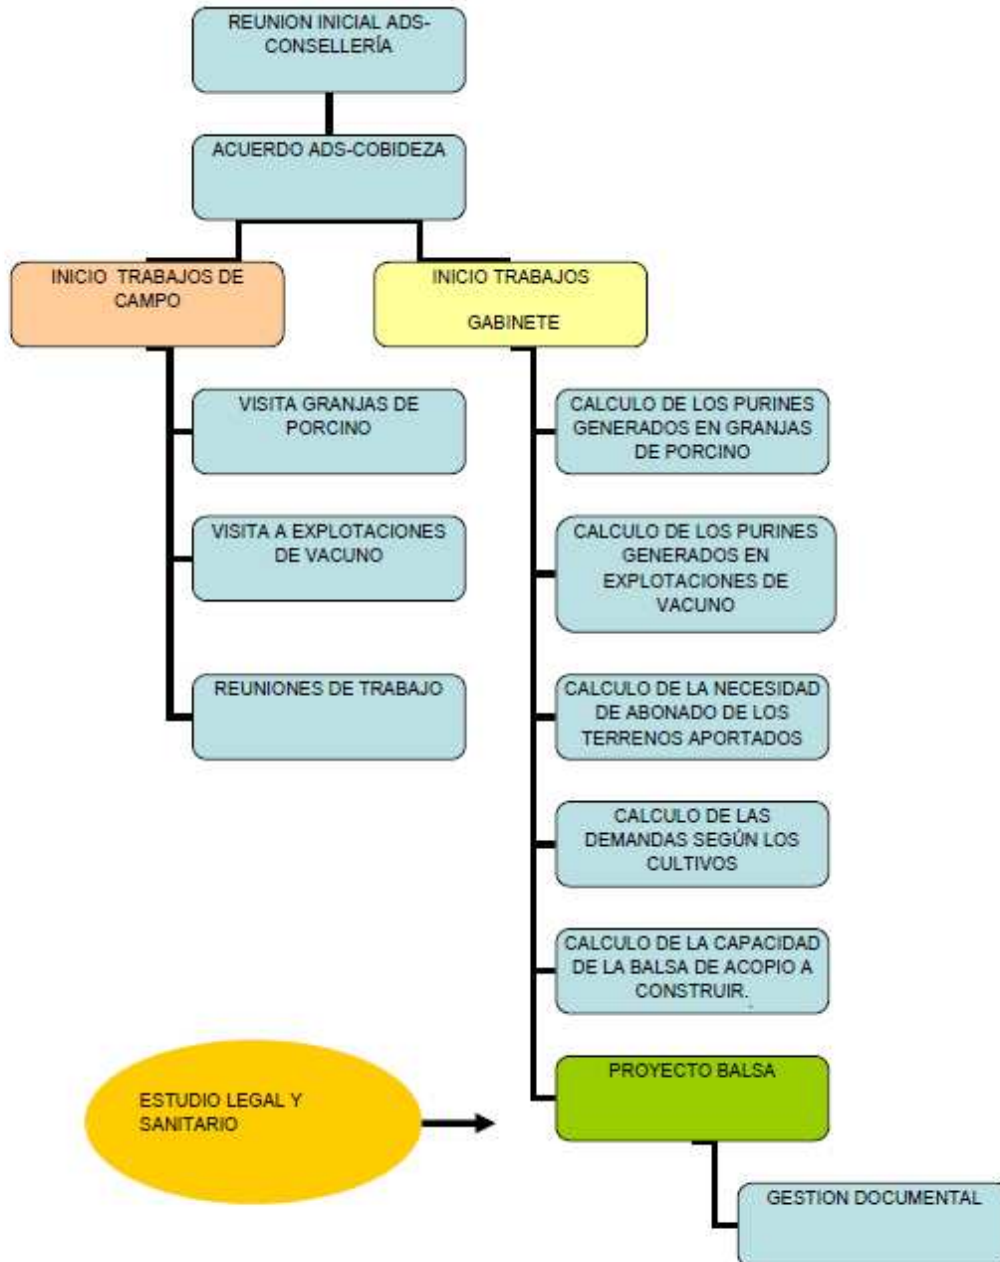 REUNION INICIAL ADS-
CONSELLERÍA
ACUERDO ADS-COBIDEZA
INICIO TRABAJOS DE
CAMPO
INICIO TRABAJOS
GABINETE
VISITA GRANJAS DE
PORCINO
VISITA A EXPLOTACIONES
DE VACUNO
REUNIONES DE TRABAJO
CALCULO DE LOS PURINES
GENERADOS EN GRANJAS
DE PORCINO
CALCULO DE LOS PURINES
GENERADOS EN
EXPLOTACIONES DE
VACUNO
CALCULO DE LA NECESIDAD
DE ABONADO DE LOS
TERRENOS APORTADOS
CALCULO DE LAS
DEMANDAS SEGÚN LOS
CULTIVOS
CALCULO DE LA CAPACIDAD
DE LA BALSA DE ACOPIO A
CONSTRUIR.
PROYECTO BALSA
ESTUDIO LEGAL Y
SANITARIO
GESTION DOCUMENTAL